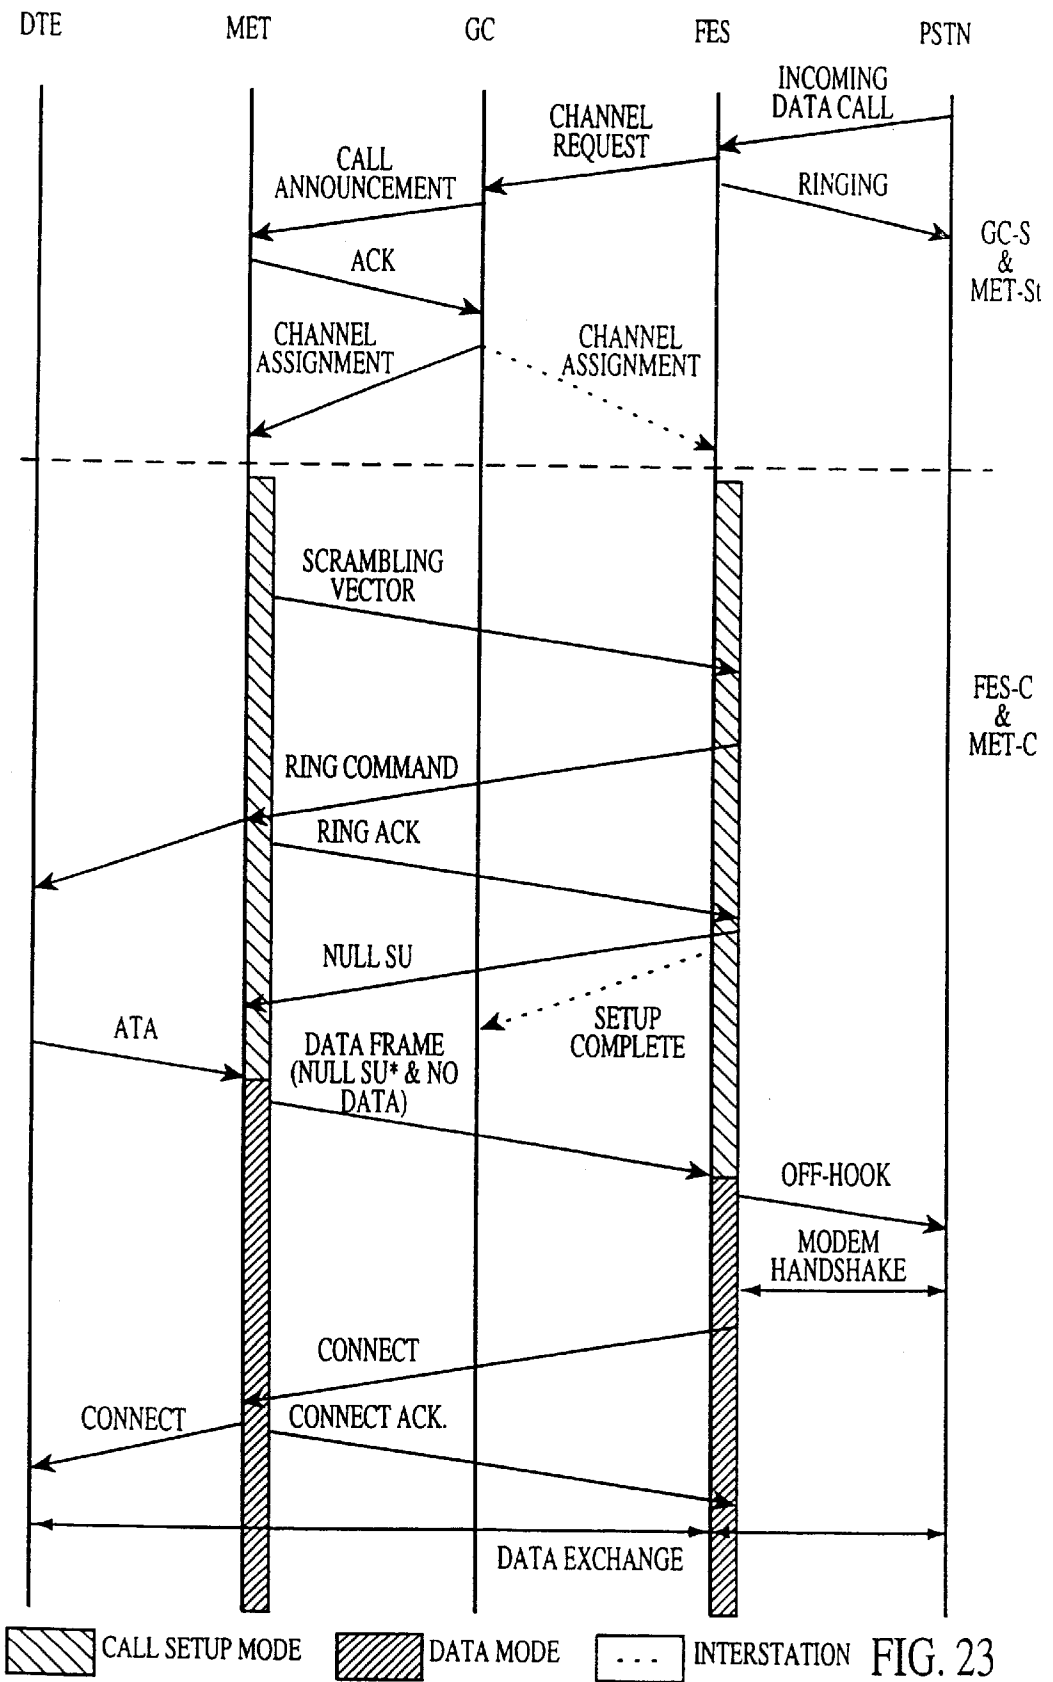 DTE MET GC FES PSTN
INCOMING
DATA CALL
CHANNEL
REQUEST
CALL
ANNOUNCEMENT
RINGING
GC-S
&
MET-St
ACK
CHANNEL
ASSIGNMENT
CHANNEL
ASSIGNMENT
SCRAMBLING
VECTOR
FES-C
&
MET-C
RING COMMAND
RING ACK
NULL SU
SETUP
COMPLETE
ATA
DATA FRAME
(NULL SU* & NO
DATA)
OFF-HOOK
MODEM
HANDSHAKE
CONNECT
CONNECT
CONNECT ACK.
DATA EXCHANGE
CALL SETUP MODE
DATA MODE
INTERSTATION
FIG. 23